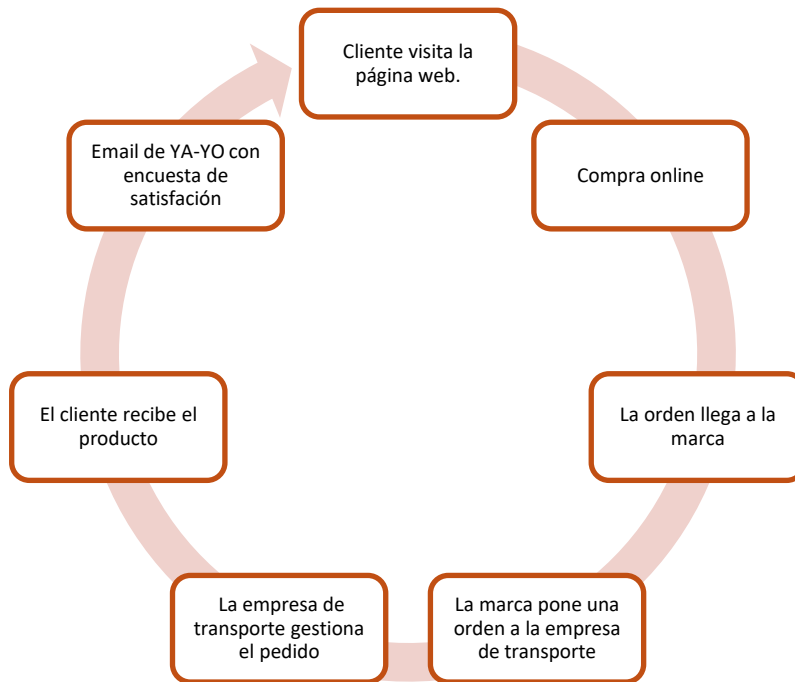 Cliente visita la
página web.
Compra online
La orden llega a la
marca
La marca pone una
orden a la empresa
de transporte
La empresa de
transporte gestiona
el pedido
El cliente recibe el
producto
Email de YA-YO con
encuesta de
satisfacción